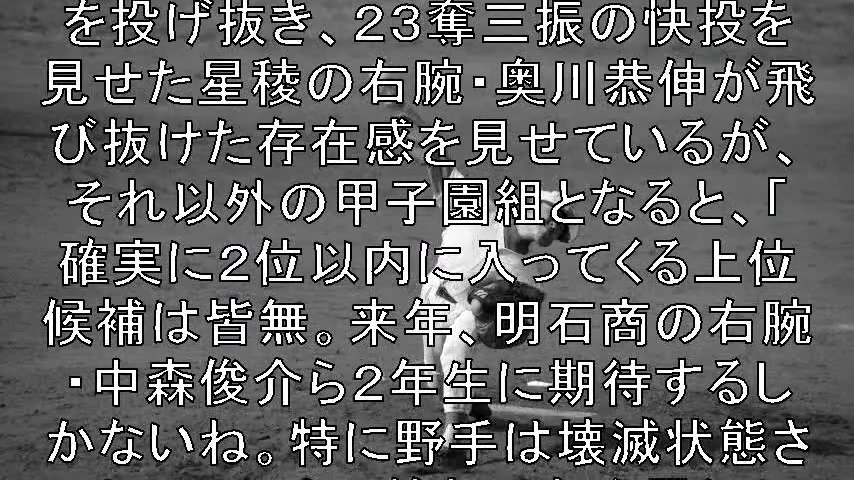 を投げ抜き、２３奪三振の快投を
見せた星稜の右腕・奥川恭伸が飛
び抜けた存在感を見せているが、
それ以外の甲子園組となると、「
確実に２位以内に入ってくる上位
候補は皆無。来年、明石商の右腕
・中森俊介ら２年生に期待するし
かないね。特に野手は壊滅状態さ